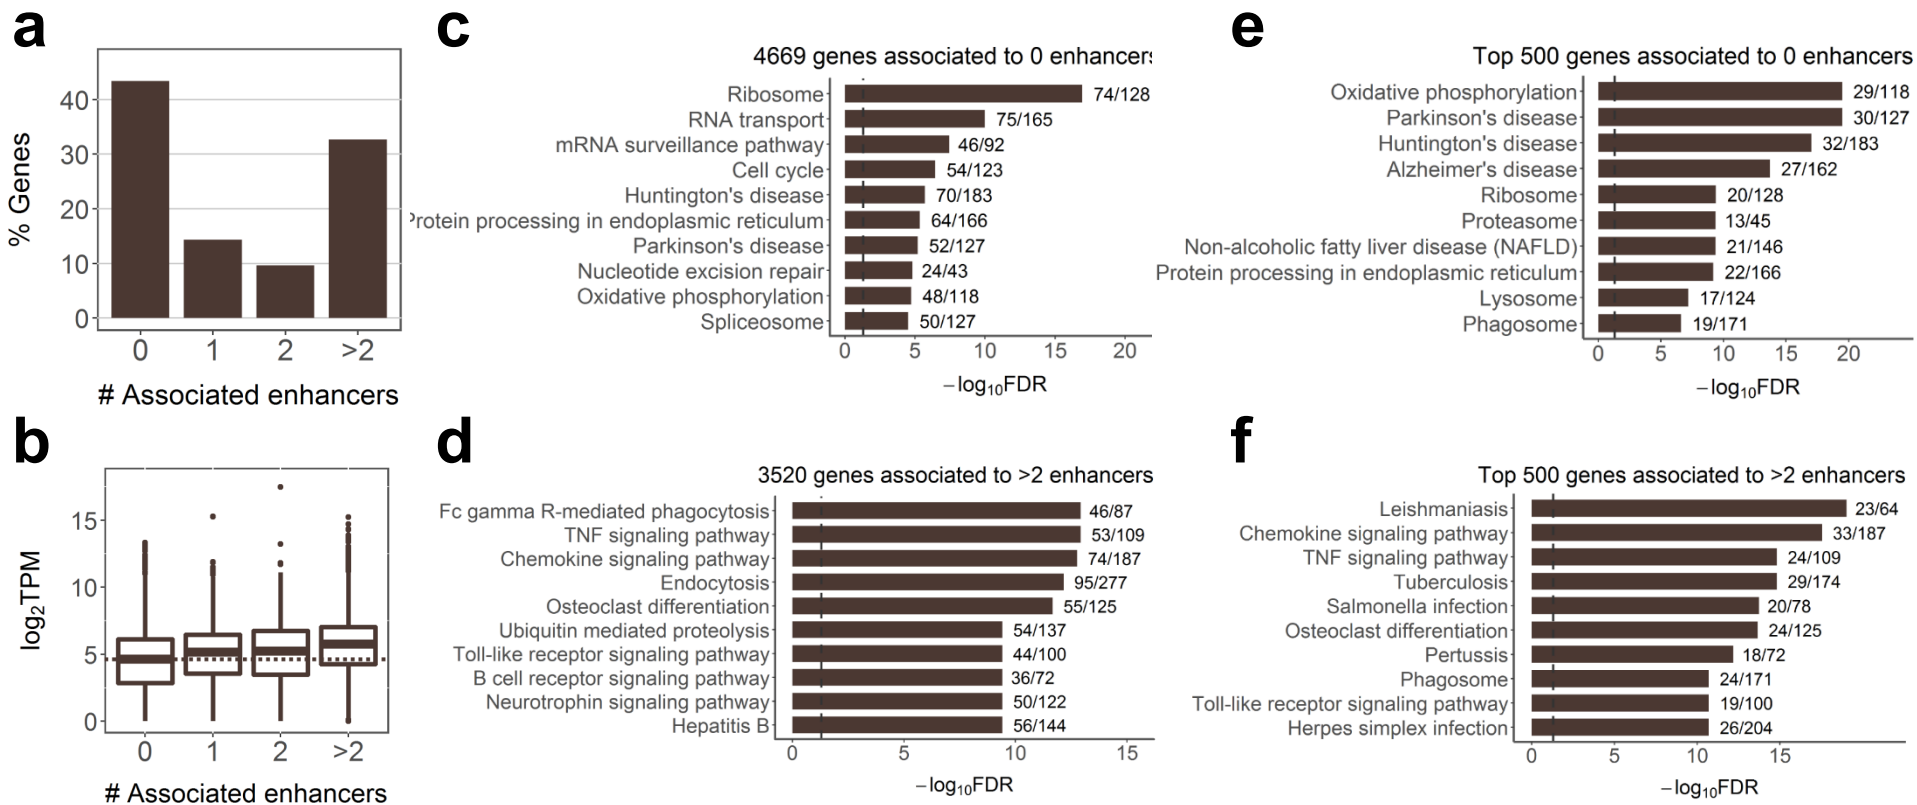 a
% Genes
40
30
20
10
0
0 1 2 >2
# Associated enhancers
b
log2TPM
15
10
5
0
0 1 2 >2
# Associated enhancers
c
4669 genes associated to 0 enhancers
Ribosome 74/128
RNA transport 75/165
mRNA surveillance pathway 46/92
Cell cycle 54/123
Huntington's disease 70/183
Protein processing in endoplasmic reticulum 64/166
Parkinson's disease 52/127
Nucleotide excision repair 24/43
Oxidative phosphorylation 48/118
Spliceosome 50/127
0 5 10 15 20
−log10FDR
d
3520 genes associated to >2 enhancers
Fc gamma R-mediated phagocytosis 46/87
TNF signaling pathway 53/109
Chemokine signaling pathway 74/187
Endocytosis 95/277
Osteoclast differentiation 55/125
Ubiquitin mediated proteolysis 54/137
Toll-like receptor signaling pathway 44/100
B cell receptor signaling pathway 36/72
Neurotrophin signaling pathway 50/122
Hepatitis B 56/144
0 5 10 15
−log10FDR
e
Top 500 genes associated to 0 enhancers
Oxidative phosphorylation 29/118
Parkinson's disease 30/127
Huntington's disease 32/183
Alzheimer's disease 27/162
Ribosome 20/128
Proteasome 13/45
Non-alcoholic fatty liver disease (NAFLD) 21/146
Protein processing in endoplasmic reticulum 22/166
Lysosome 17/124
Phagosome 19/171
0 5 10 15 20
−log10FDR
f
Top 500 genes associated to >2 enhancers
Leishmaniasis 23/64
Chemokine signaling pathway 33/187
TNF signaling pathway 24/109
Tuberculosis 29/174
Salmonella infection 20/78
Osteoclast differentiation 24/125
Pertussis 18/72
Phagosome 24/171
Toll-like receptor signaling pathway 19/100
Herpes simplex infection 26/204
0 5 10 15
−log10FDR